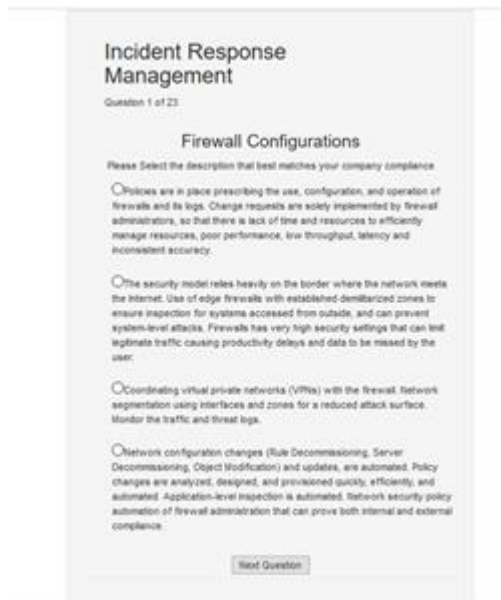 Incident Response
Management
Question 1 of 23
Firewall Configurations
Please Select the description that best matches your company compliance
Policies are in place prescribing the use, configuration, and operation of
firewalls and its logs. Change requests are solely implemented by firewall
administrators, so that there is lack of time and resources to efficiently
manage resources, poor performance, low throughput, latency and
inconsistent accuracy.
The security model relies heavily on the border where the network meets
the Internet. Use of edge firewalls with established demilitarized zones to
ensure inspection for systems accessed from outside, and can prevent
system-level attacks. Firewalls has very high security settings that can limit
legitimate traffic causing productivity delays and data to be missed by the
user.
Coordinating virtual private networks (VPNs) with the firewall. Network
segmentation using interfaces and zones for a reduced attack surface.
Monitor the traffic and threat logs.
Network configuration changes (Rule Decommissioning, Server
Decommissioning, Object Modification) and updates, are automated. Policy
changes are analyzed, designed, and provisioned quickly, efficiently, and
automated. Application-level inspection is automated. Network security policy
automation of firewall administration that can prove both internal and external
compliance.
Next Question